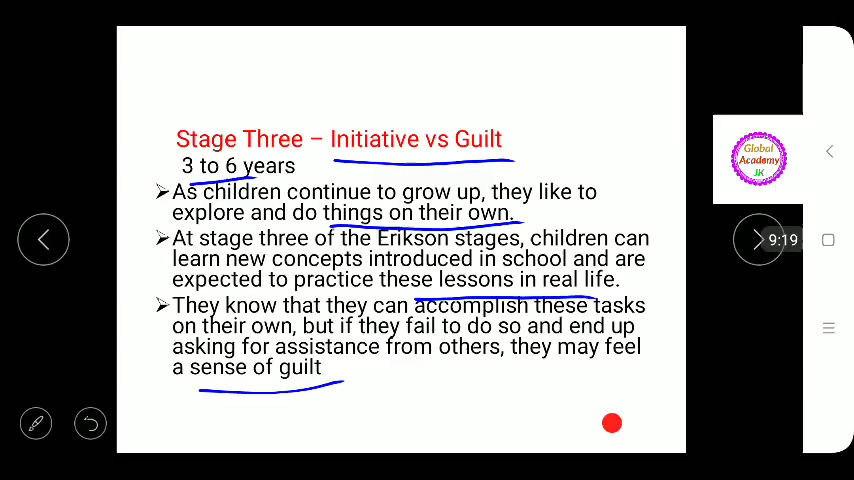 Stage Three – Initiative vs Guilt
3 to 6 years
➢As children continue to grow up, they like to
explore and do things on their own.
➢At stage three of the Erikson stages, children can
learn new concepts introduced in school and are
expected to practice these lessons in real life.
➢They know that they can accomplish these tasks
on their own, but if they fail to do so and end up
asking for assistance from others, they may feel
a sense of guilt
Global
Academy
JK
9:19